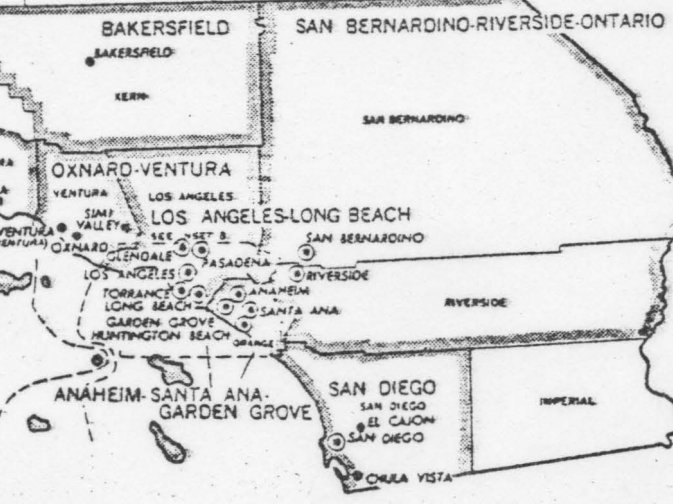 BAKERSFIELD
SAN BERNARDINO-RIVERSIDE-ONTARIO
BAKERSFIELD
KERN
SAN BERNARDINO
OXNARD-VENTURA
VENTURA
LOS ANGELES
SIMI
VALLEY
LOS ANGELES-LONG BEACH
VENTURA
OXNARD
SEE INSET B
SAN BERNARDINO
GLENDALE
PASADENA
LOS ANGELES
RIVERSIDE
TORRANCE
ANAHEIM
RIVERSIDE
LONG BEACH
SANTA ANA
GARDEN GROVE
HUNTINGTON BEACH
ORANGE
ANAHEIM-SANTA ANA-
GARDEN GROVE
SAN DIEGO
SAN DIEGO
EL CAJON
SAN DIEGO
IMPERIAL
CHULA VISTA